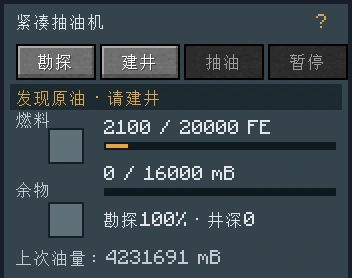 紧凑抽油机 ?
勘探 建井 抽油 暂停
发现原油·请建井
燃料
2100 / 20000 FE
0 / 16000 mB
余物
勘探100%·井深0
上次油量：4231691 mB